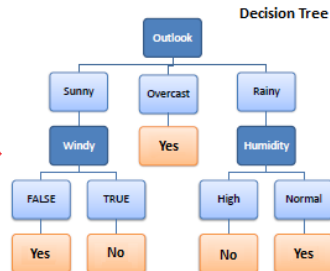 Decision Tree
Outlook
Sunny
Overcast
Rainy
Windy
Yes
Humidity
FALSE
TRUE
High
Normal
Yes
No
No
Yes